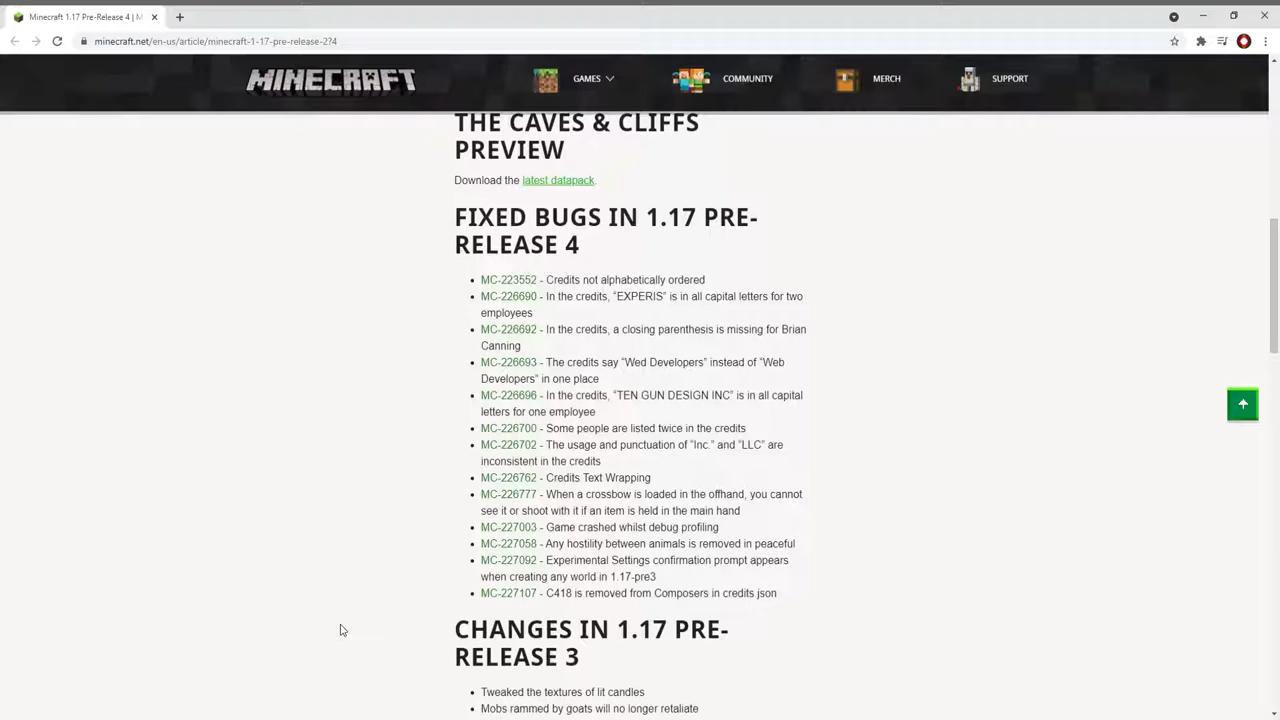 Minecraft 1.17 Pre-Release 4 | M
minecraft.net/en-us/article/minecraft-1-17-pre-release-2?4
MINECRAFT
GAMES
COMMUNITY
MERCH
SUPPORT
THE CAVES & CLIFFS
PREVIEW
Download the latest datapack.
FIXED BUGS IN 1.17 PRE-
RELEASE 4
• MC-223552 - Credits not alphabetically ordered
• MC-226690 - In the credits, “EXPERIS” is in all capital letters for two
employees
• MC-226692 - In the credits, a closing parenthesis is missing for Brian
Canning
• MC-226693 - The credits say “Wed Developers” instead of “Web
Developers” in one place
• MC-226696 - In the credits, “TEN GUN DESIGN INC” is in all capital
letters for one employee
• MC-226700 - Some people are listed twice in the credits
• MC-226702 - The usage and punctuation of “Inc.” and “LLC” are
inconsistent in the credits
• MC-226762 - Credits Text Wrapping
• MC-226777 - When a crossbow is loaded in the offhand, you cannot
see it or shoot with it if an item is held in the main hand
• MC-227003 - Game crashed whilst debug profiling
• MC-227058 - Any hostility between animals is removed in peaceful
• MC-227092 - Experimental Settings confirmation prompt appears
when creating any world in 1.17-pre3
• MC-227107 - C418 is removed from Composers in credits json
CHANGES IN 1.17 PRE-
RELEASE 3
• Tweaked the textures of lit candles
• Mobs rammed by goats will no longer retaliate